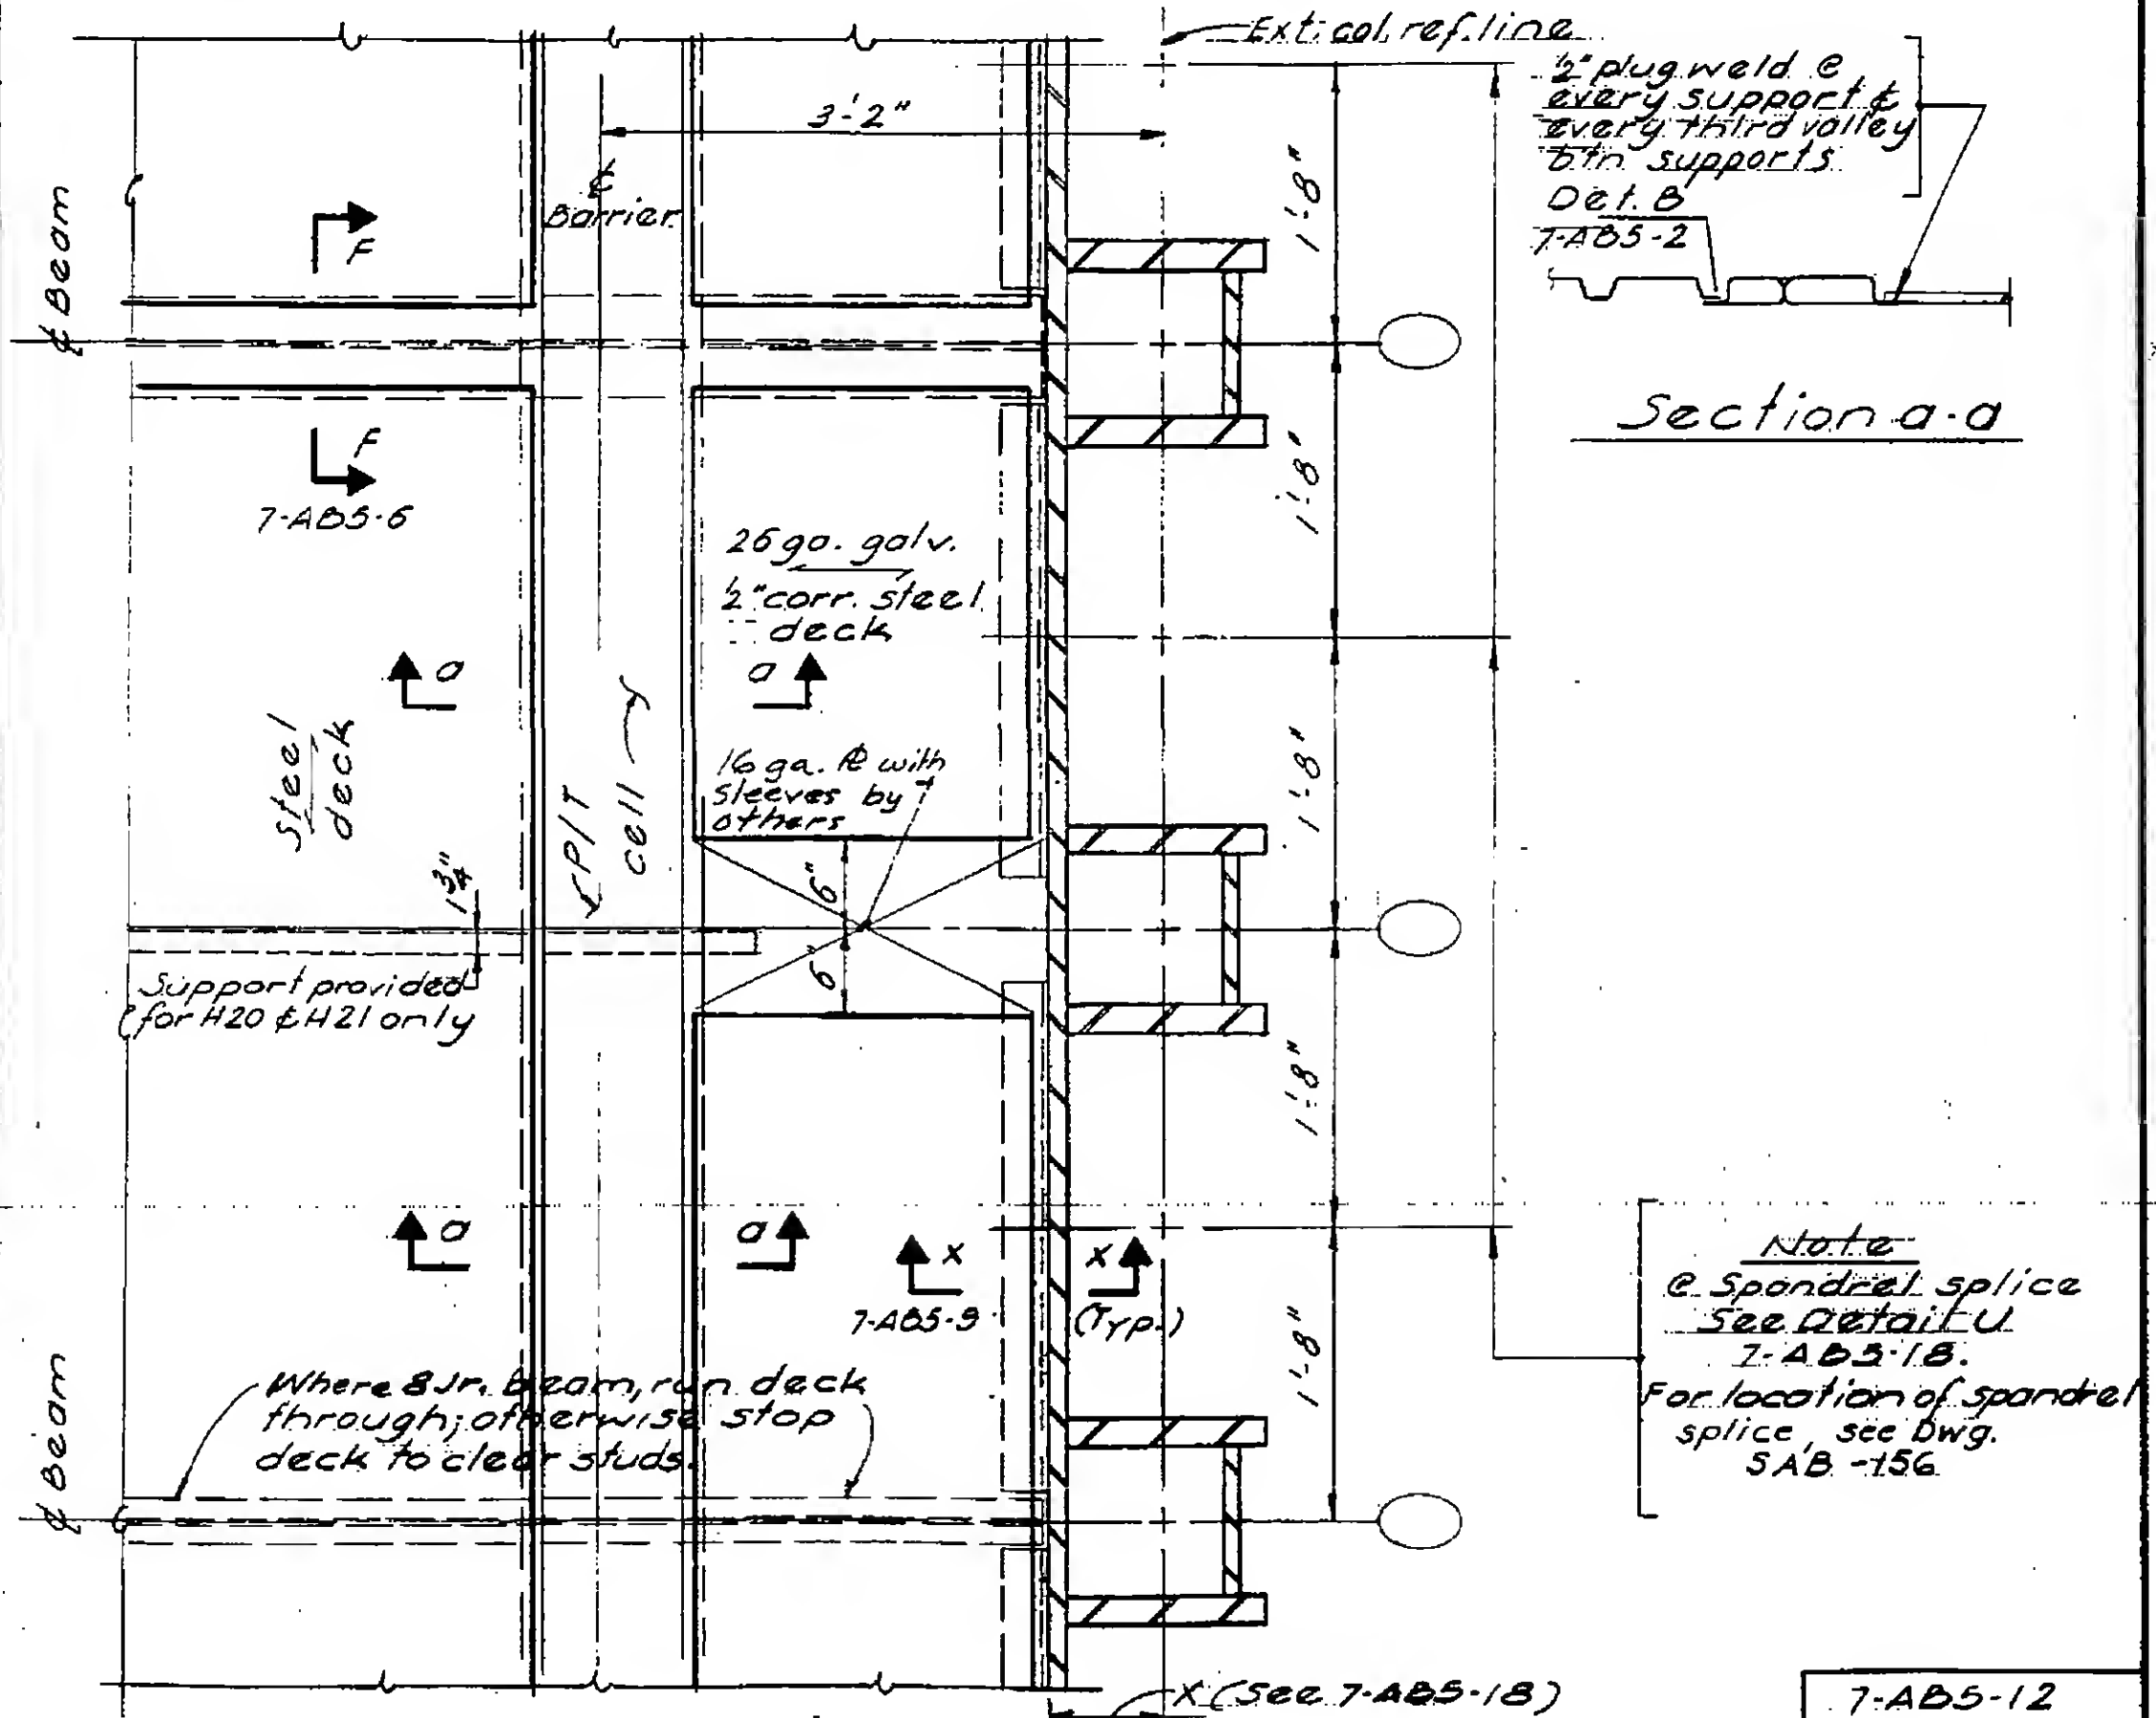 Ext. col. ref. line
½" plug weld @
every support &
every third valley
btn supports
Det. B
7-AB5-2
Section a-a
3'-2"
℄
Barrier
℄ Beam
F
F
7-AB5-6
1'-8"
1'-8"
26 ga. galv.
½" corr. steel
deck
a
a
Steel
deck
P/T
cell
16 ga. ℞ with
sleeves by
others
1'-8"
1¾"
6"
6"
Support provided
for H20 & H21 only
1'-8"
a
a
X
X
7-AB5-9
(Typ.)
1'-8"
Note
@ Spandrel splice
See Detail U
7-AB5-18.
For location of spandrel
splice, see Dwg.
SAB-156
℄ Beam
Where 8 Jr. beam, run deck
through; otherwise stop
deck to clear studs.
X (See 7-AB5-18)
7-AB5-12